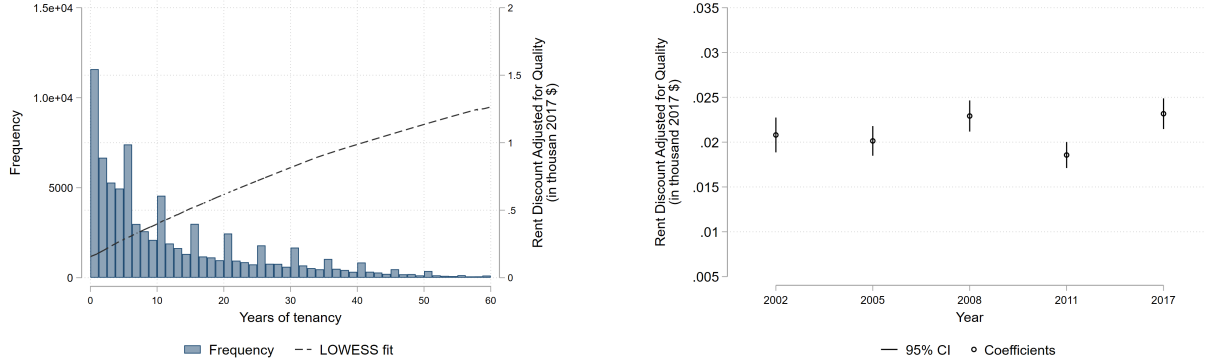 1.5e+04
1.0e+04
5000
0
Frequency
2
1.5
1
.5
0
Rent Discount Adjusted for Quality
(in thousan 2017 $)
0 10 20 30 40 50 60
Years of tenancy
Frequency LOWESS fit
.035
.03
.025
.02
.015
.01
.005
Rent Discount Adjusted for Quality
(in thousand 2017 $)
2002 2005 2008 2011 2017
Year
95% CI Coefficients